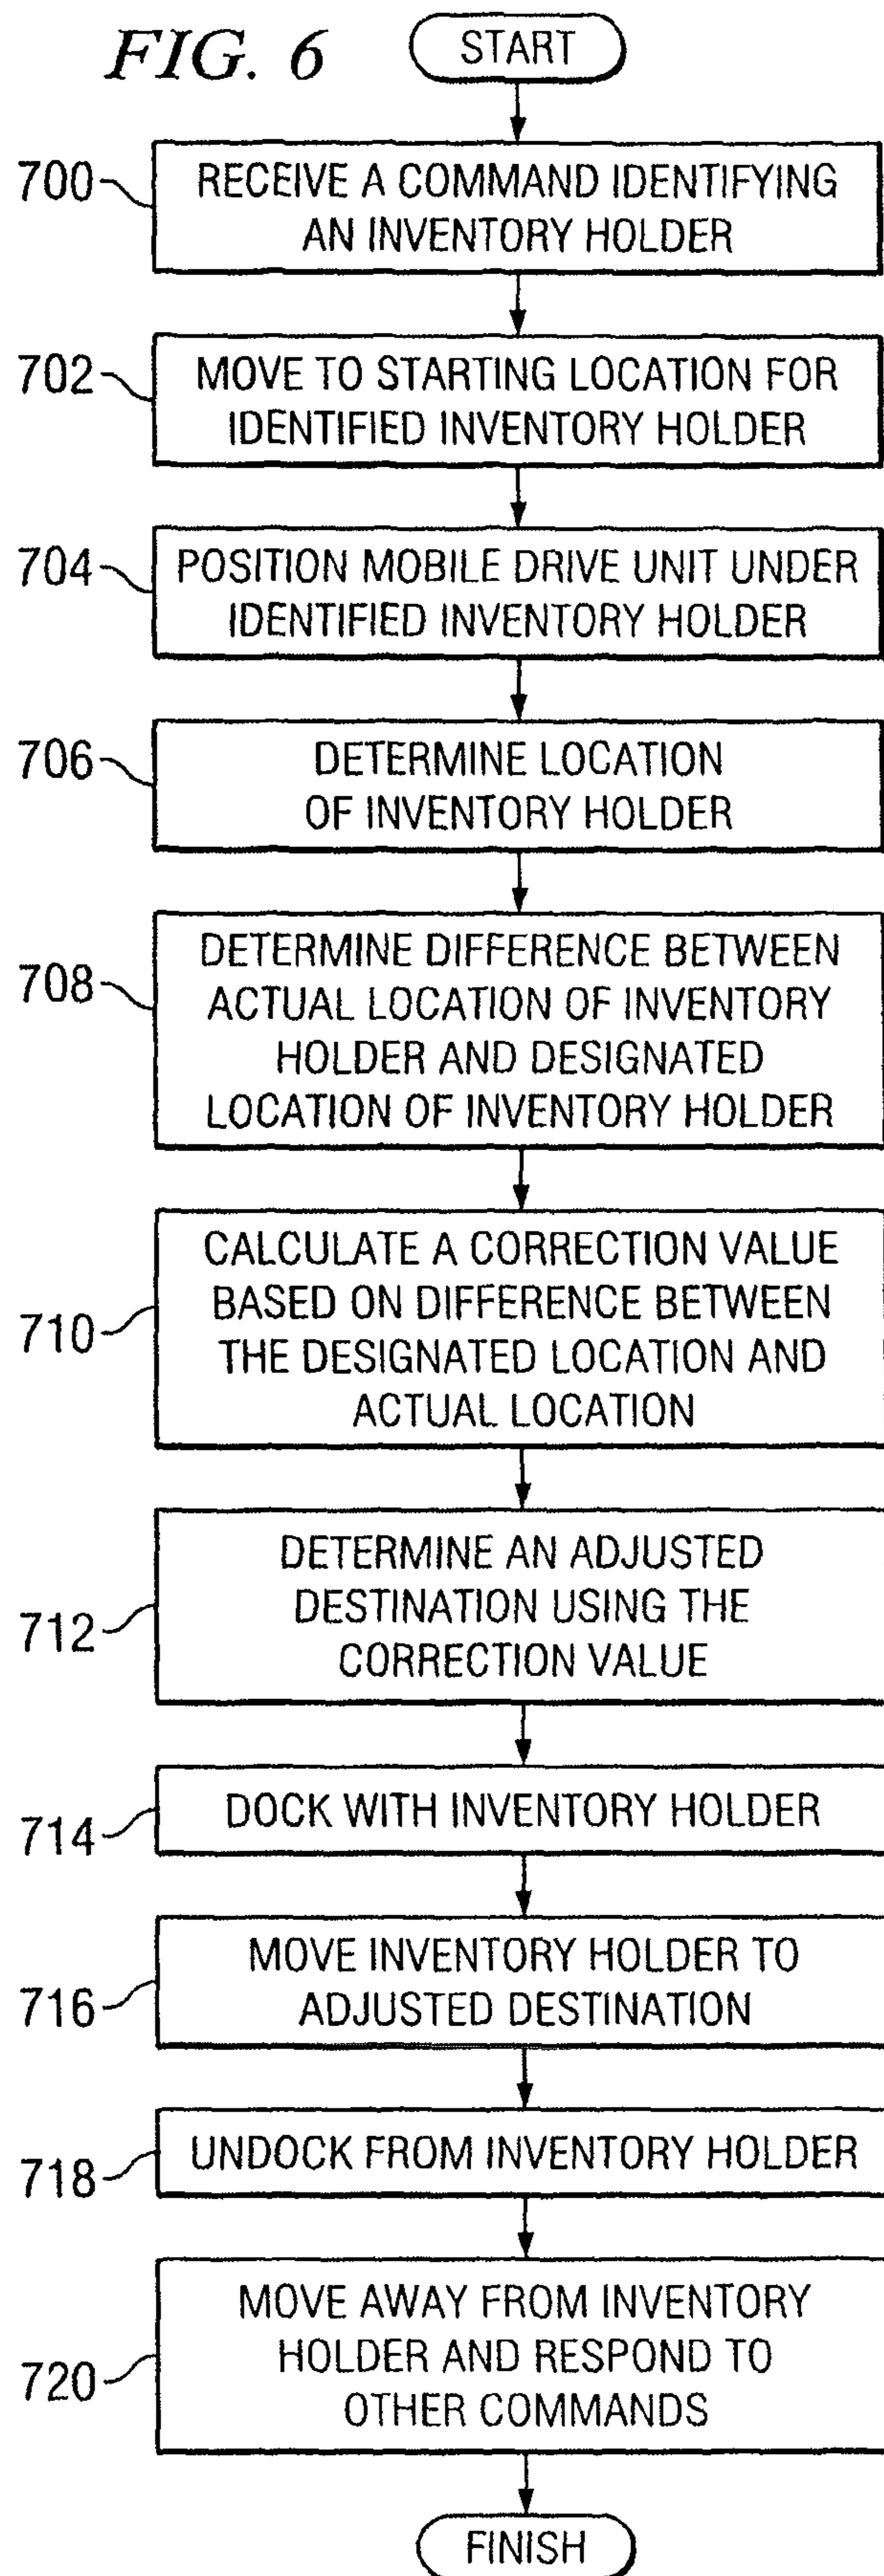 FIG. 6
START
700
RECEIVE A COMMAND IDENTIFYING
AN INVENTORY HOLDER
702
MOVE TO STARTING LOCATION FOR
IDENTIFIED INVENTORY HOLDER
704
POSITION MOBILE DRIVE UNIT UNDER
IDENTIFIED INVENTORY HOLDER
706
DETERMINE LOCATION
OF INVENTORY HOLDER
708
DETERMINE DIFFERENCE BETWEEN
ACTUAL LOCATION OF INVENTORY
HOLDER AND DESIGNATED
LOCATION OF INVENTORY HOLDER
710
CALCULATE A CORRECTION VALUE
BASED ON DIFFERENCE BETWEEN
THE DESIGNATED LOCATION AND
ACTUAL LOCATION
712
DETERMINE AN ADJUSTED
DESTINATION USING THE
CORRECTION VALUE
714
DOCK WITH INVENTORY HOLDER
716
MOVE INVENTORY HOLDER TO
ADJUSTED DESTINATION
718
UNDOCK FROM INVENTORY HOLDER
720
MOVE AWAY FROM INVENTORY
HOLDER AND RESPOND TO
OTHER COMMANDS
FINISH